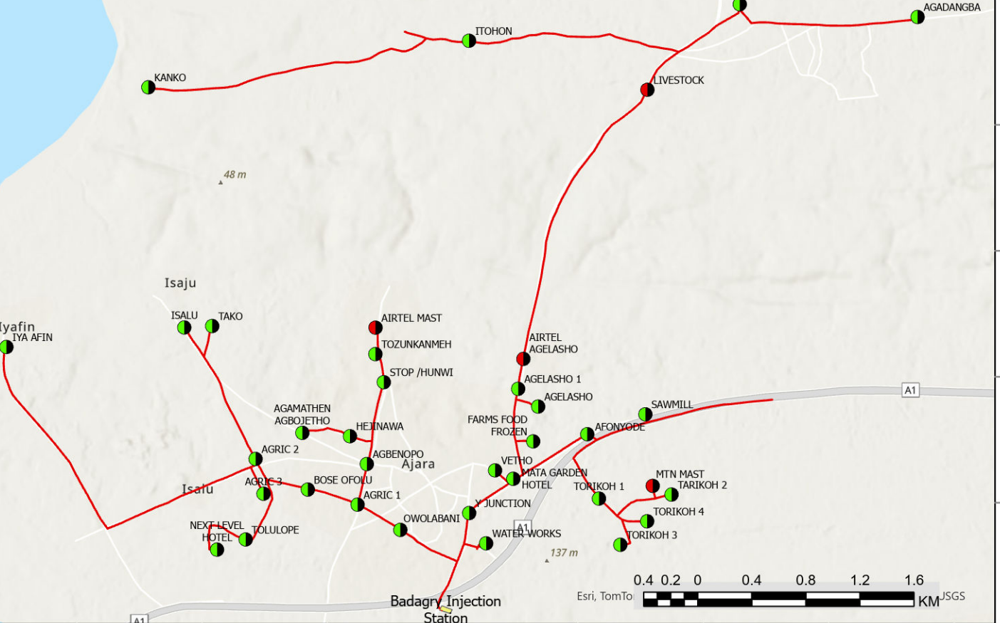 AGADANGBA
ITOHON
KANKO
LIVESTOCK
48 m
Isaju
ISALU
TAKO
AIRTEL MAST
Iyafin
IYA AFIN
TOZUNKANMEH
AIRTEL
AGELASHO
STOP /HUNWI
AGELASHO 1
A1
AGELASHO
SAWMILL
AGAMATHEN
AGBOJETHO
HEJINAWA
FARMS FOOD
FROZEN
AFONYODE
AGRIC 2
AGBENOPO
Ajara
VETHO
MATA GARDEN
HOTEL
MTN MAST
AGRIC 3
BOSE OFOLU
TORIKOH 1
TARIKOH 2
Isalu
AGRIC 1
Y JUNCTION
TORIKOH 4
NEXT LEVEL
HOTEL
TOLULOPE
OWOLABANI
A1
WATER WORKS
TORIKOH 3
137 m
0.4 0.2 0 0.4 0.8 1.2 1.6
KM
Esri, TomTo
USGS
Badagry Injection
Station
A1